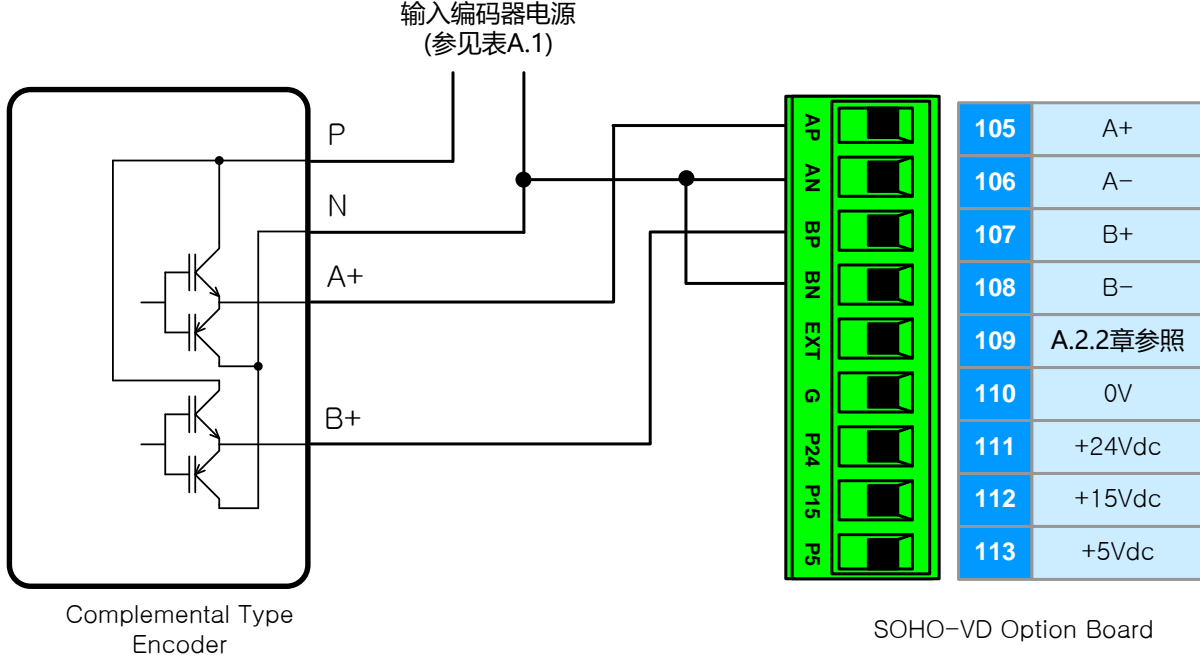 输入编码器电源
(参见表A.1)
P
N
A+
B+
Complemental Type
Encoder
AP
AN
BP
BN
EXT
G
P24
P15
P5
105 A+
106 A-
107 B+
108 B-
109 A.2.2章参照
110 0V
111 +24Vdc
112 +15Vdc
113 +5Vdc
SOHO-VD Option Board